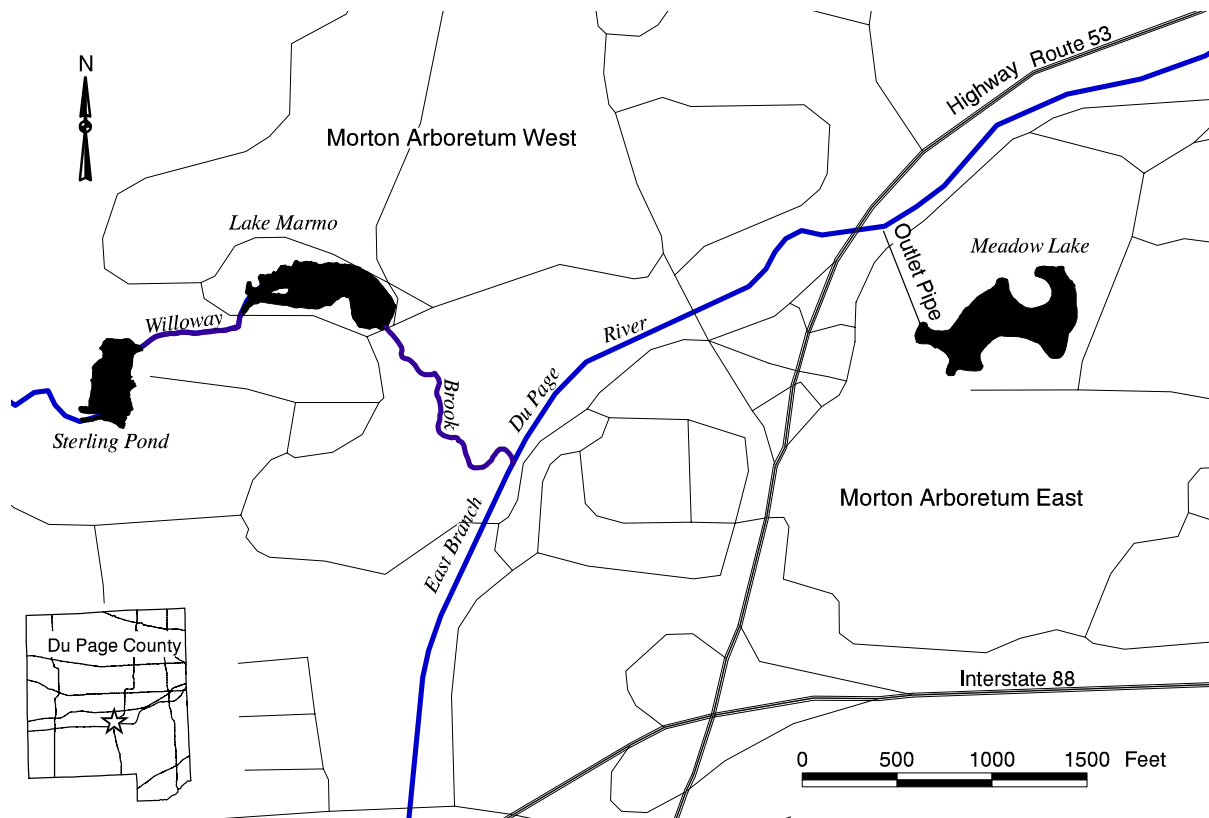 N
Highway Route 53
Morton Arboretum West
Lake Marmo
Outlet Pipe
Meadow Lake
Willoway
River
Du Page
Brook
Sterling Pond
Morton Arboretum East
East Branch
Du Page County
Interstate 88
0 500 1000 1500 Feet